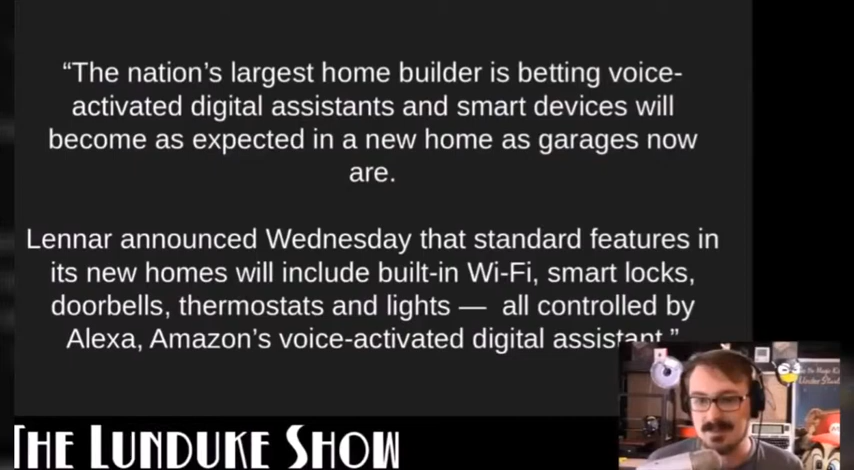 “The nation’s largest home builder is betting voice-
activated digital assistants and smart devices will
become as expected in a new home as garages now
are.
Lennar announced Wednesday that standard features in
its new homes will include built-in Wi-Fi, smart locks,
doorbells, thermostats and lights — all controlled by
Alexa, Amazon’s voice-activated digital assistant.”
THE LUNDUKE SHOW